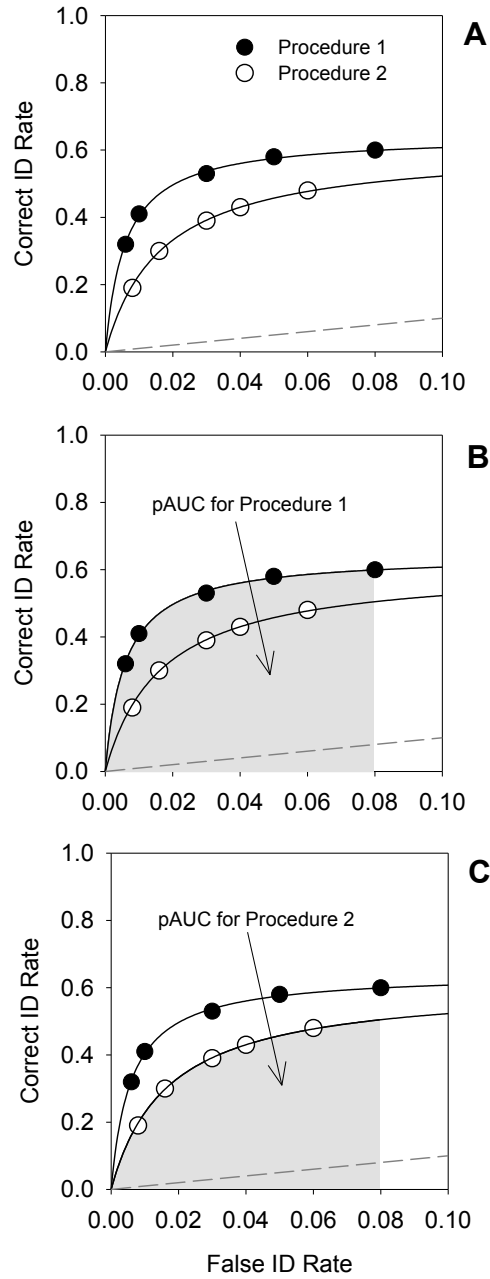 A
1.0
Procedure 1
Procedure 2
0.8
0.6
Correct ID Rate
0.4
0.2
0.0
0.00 0.02 0.04 0.06 0.08 0.10
B
1.0
0.8
pAUC for Procedure 1
0.6
Correct ID Rate
0.4
0.2
0.0
0.00 0.02 0.04 0.06 0.08 0.10
C
1.0
0.8
pAUC for Procedure 2
0.6
Correct ID Rate
0.4
0.2
0.0
0.00 0.02 0.04 0.06 0.08 0.10
False ID Rate